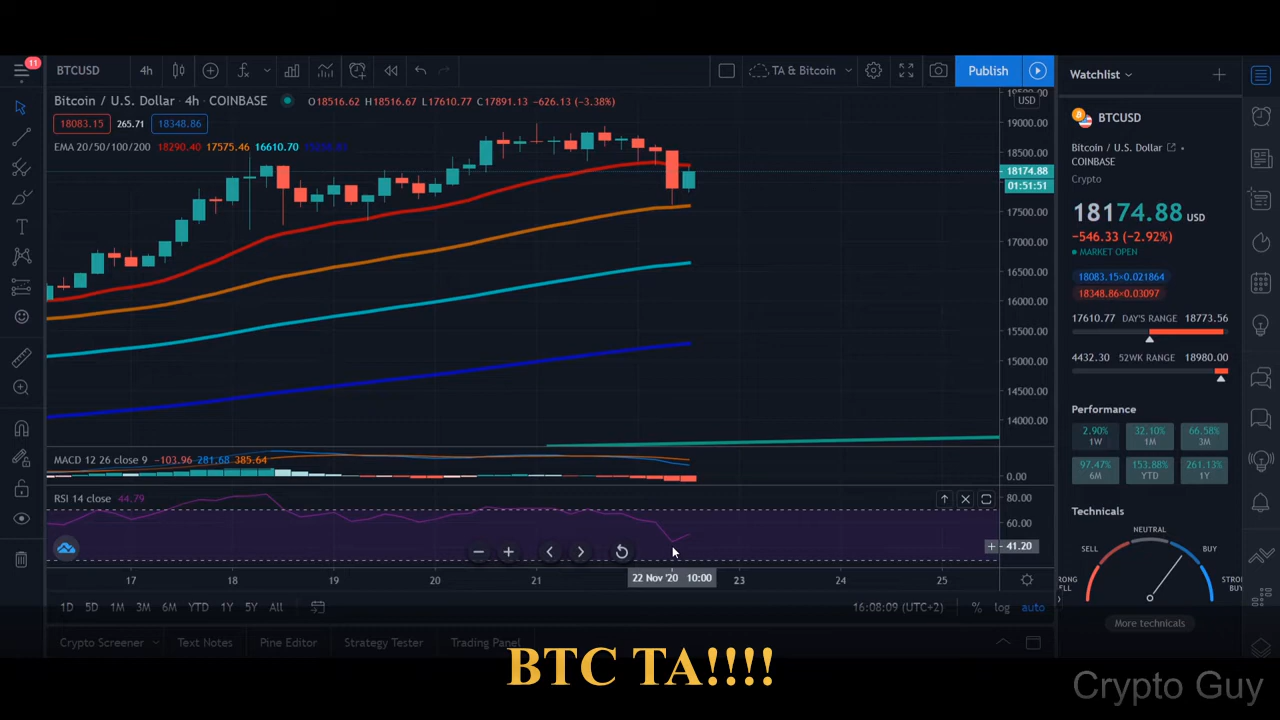 11
BTCUSD 4h TA & Bitcoin Publish
Bitcoin / U.S. Dollar · 4h · COINBASE O18516.62 H18516.67 L17610.77 C17891.13 −626.13 (−3.38%)
18083.15 265.71 18348.86
EMA 20/50/100/200 18290.40 17575.46 16610.70
USD
19000.00
18500.00
18174.88
01:51:51
17500.00
17000.00
16500.00
16000.00
15500.00
15000.00
14500.00
14000.00
MACD 12 26 close 9 −103.96 281.68 385.64
0.00
RSI 14 close 44.79
80.00
60.00
41.20
17 18 19 20 21 22 Nov '20 10:00 23 24 25
1D 5D 1M 3M 6M YTD 1Y 5Y All 16:08:09 (UTC+2) % log auto
Crypto Screener Text Notes Pine Editor Strategy Tester Trading Panel
Watchlist
BTCUSD
Bitcoin / U.S. Dollar
COINBASE
Crypto
18174.88 USD
−546.33 (−2.92%)
MARKET OPEN
18083.15×0.021864
18348.86×0.03097
17610.77 DAY'S RANGE 18773.56
4432.30 52WK RANGE 18980.00
Performance
2.90% 32.10% 66.58%
1W 1M 3M
97.47% 153.88% 261.13%
6M YTD 1Y
Technicals
NEUTRAL
SELL BUY
More technicals
BTC TA!!!!
Crypto Guy